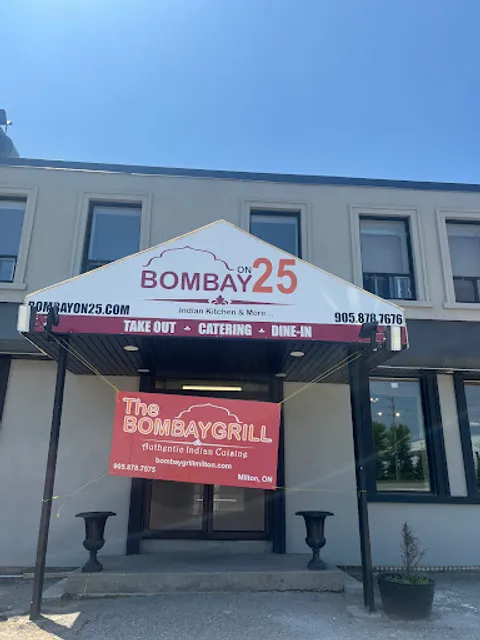 BOMBAY ON 25
Indian Kitchen & More...
BOMBAYON25.COM
905.878.7676
TAKE OUT CATERING DINE-IN
The
BOMBAYGRILL
Authentic Indian Cuisine
905.878.7875
bombaygrillmilton.com
Milton, ON